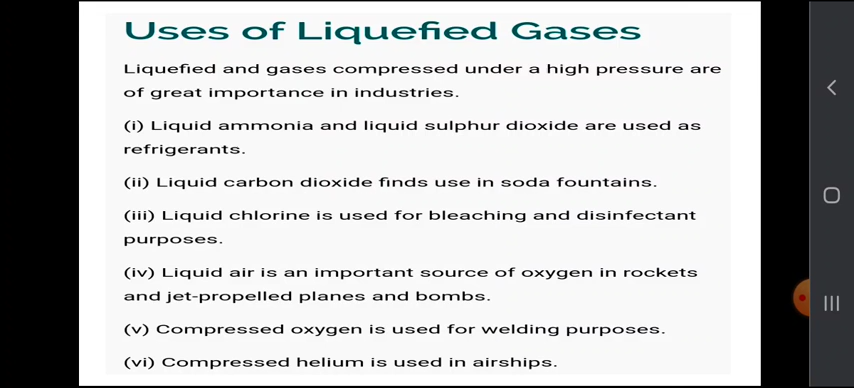 Uses of Liquefied Gases
Liquefied and gases compressed under a high pressure are
of great importance in industries.
(i) Liquid ammonia and liquid sulphur dioxide are used as
refrigerants.
(ii) Liquid carbon dioxide finds use in soda fountains.
(iii) Liquid chlorine is used for bleaching and disinfectant
purposes.
(iv) Liquid air is an important source of oxygen in rockets
and jet-propelled planes and bombs.
(v) Compressed oxygen is used for welding purposes.
(vi) Compressed helium is used in airships.